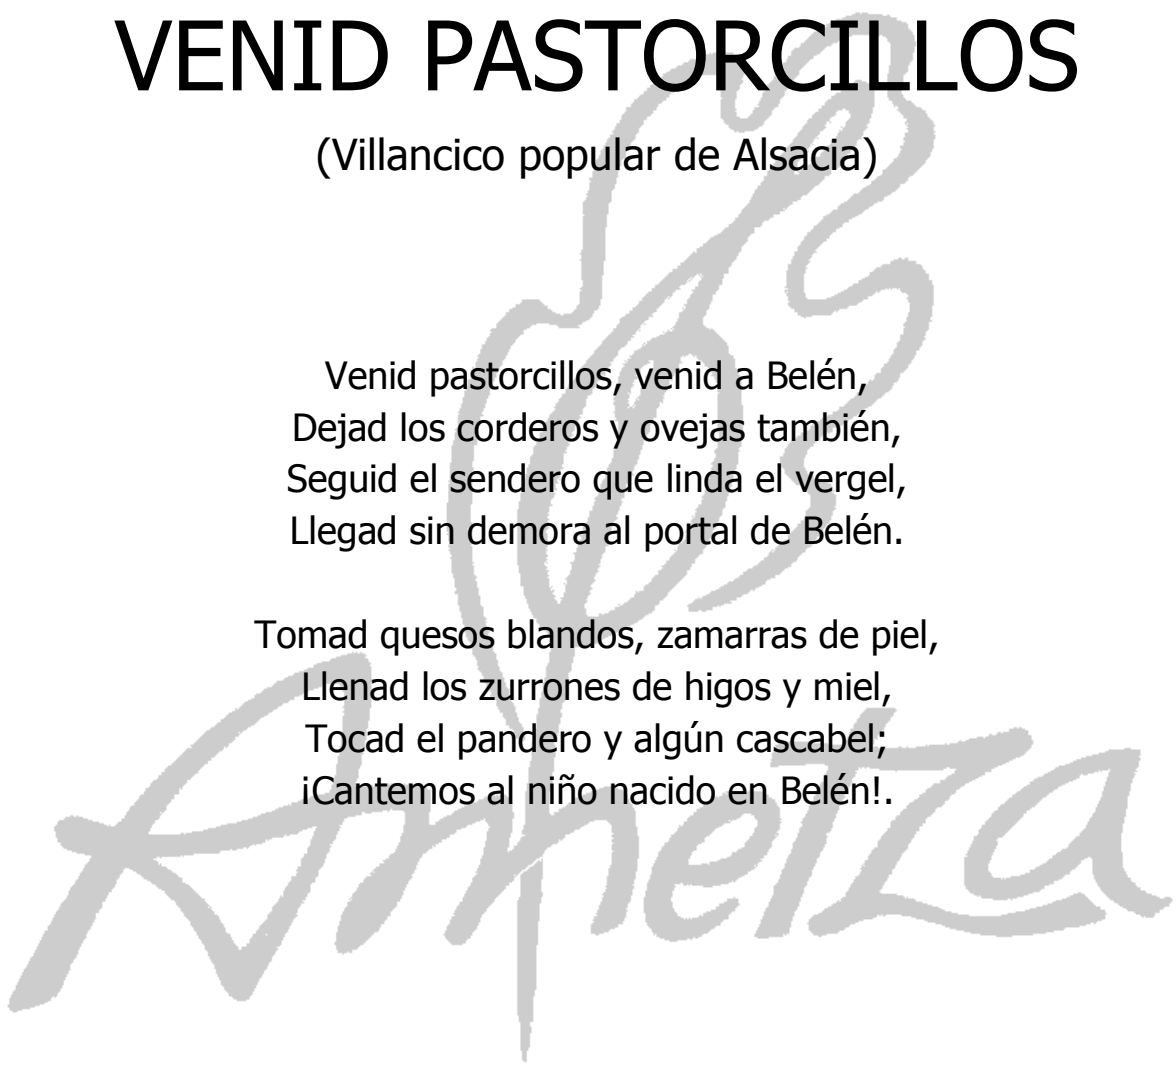 VENID PASTORCILLOS
(Villancico popular de Alsacia)
Venid pastorcillos, venid a Belén,
Dejad los corderos y ovejas también,
Seguid el sendero que linda el vergel,
Llegad sin demora al portal de Belén.
Tomad quesos blandos, zamarras de piel,
Llenad los zurrones de higos y miel,
Tocad el pandero y algún cascabel;
¡Cantemos al niño nacido en Belén!.
Ametza